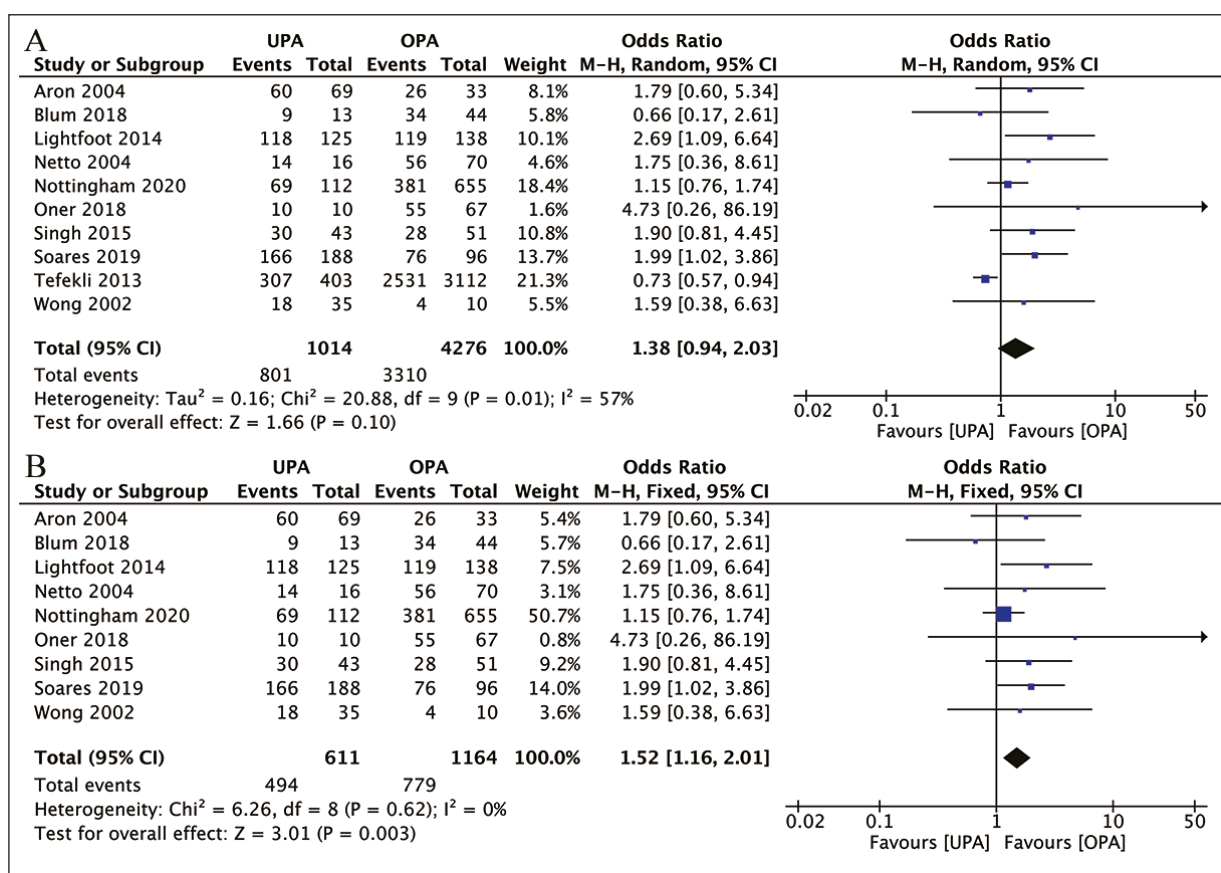 A
UPA OPA Odds Ratio Odds Ratio
Study or Subgroup Events Total Events Total Weight M-H, Random, 95% CI M-H, Random, 95% CI
Aron 2004 60 69 26 33 8.1% 1.79 [0.60, 5.34]
Blum 2018 9 13 34 44 5.8% 0.66 [0.17, 2.61]
Lightfoot 2014 118 125 119 138 10.1% 2.69 [1.09, 6.64]
Netto 2004 14 16 56 70 4.6% 1.75 [0.36, 8.61]
Nottingham 2020 69 112 381 655 18.4% 1.15 [0.76, 1.74]
Oner 2018 10 10 55 67 1.6% 4.73 [0.26, 86.19]
Singh 2015 30 43 28 51 10.8% 1.90 [0.81, 4.45]
Soares 2019 166 188 76 96 13.7% 1.99 [1.02, 3.86]
Tefekli 2013 307 403 2531 3112 21.3% 0.73 [0.57, 0.94]
Wong 2002 18 35 4 10 5.5% 1.59 [0.38, 6.63]
Total (95% CI) 1014 4276 100.0% 1.38 [0.94, 2.03]
Total events 801 3310
Heterogeneity: Tau² = 0.16; Chi² = 20.88, df = 9 (P = 0.01); I² = 57%
Test for overall effect: Z = 1.66 (P = 0.10)
0.02 0.1 1 10 50
Favours [UPA] Favours [OPA]
B
UPA OPA Odds Ratio Odds Ratio
Study or Subgroup Events Total Events Total Weight M-H, Fixed, 95% CI M-H, Fixed, 95% CI
Aron 2004 60 69 26 33 5.4% 1.79 [0.60, 5.34]
Blum 2018 9 13 34 44 5.7% 0.66 [0.17, 2.61]
Lightfoot 2014 118 125 119 138 7.5% 2.69 [1.09, 6.64]
Netto 2004 14 16 56 70 3.1% 1.75 [0.36, 8.61]
Nottingham 2020 69 112 381 655 50.7% 1.15 [0.76, 1.74]
Oner 2018 10 10 55 67 0.8% 4.73 [0.26, 86.19]
Singh 2015 30 43 28 51 9.2% 1.90 [0.81, 4.45]
Soares 2019 166 188 76 96 14.0% 1.99 [1.02, 3.86]
Wong 2002 18 35 4 10 3.6% 1.59 [0.38, 6.63]
Total (95% CI) 611 1164 100.0% 1.52 [1.16, 2.01]
Total events 494 779
Heterogeneity: Chi² = 6.26, df = 8 (P = 0.62); I² = 0%
Test for overall effect: Z = 3.01 (P = 0.003)
0.02 0.1 1 10 50
Favours [UPA] Favours [OPA]